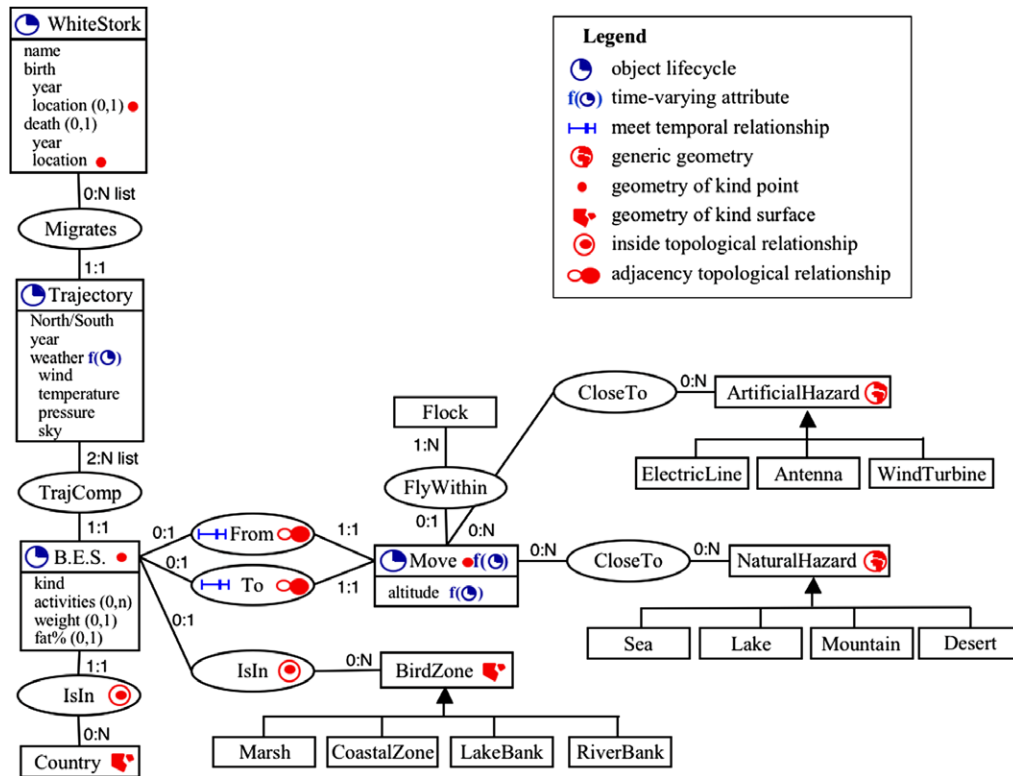 WhiteStork
name
birth
year
location (0,1)
death (0,1)
year
location
0:N list
Migrates
1:1
Trajectory
North/South
year
weather f( )
wind
temperature
pressure
sky
2:N list
TrajComp
1:1
B.E.S.
kind
activities (0,n)
weight (0,1)
fat% (0,1)
1:1
IsIn
0:N
Country
Legend
object lifecycle
f( ) time-varying attribute
meet temporal relationship
generic geometry
geometry of kind point
geometry of kind surface
inside topological relationship
adjacency topological relationship
0:1
From
1:1
0:1
To
1:1
0:1
IsIn
0:N
BirdZone
Marsh
CoastalZone
LakeBank
RiverBank
Flock
1:N
FlyWithin
0:1
0:N
Move f( )
altitude f( )
CloseTo
0:N
ArtificialHazard
ElectricLine
Antenna
WindTurbine
0:N
CloseTo
0:N
NaturalHazard
Sea
Lake
Mountain
Desert